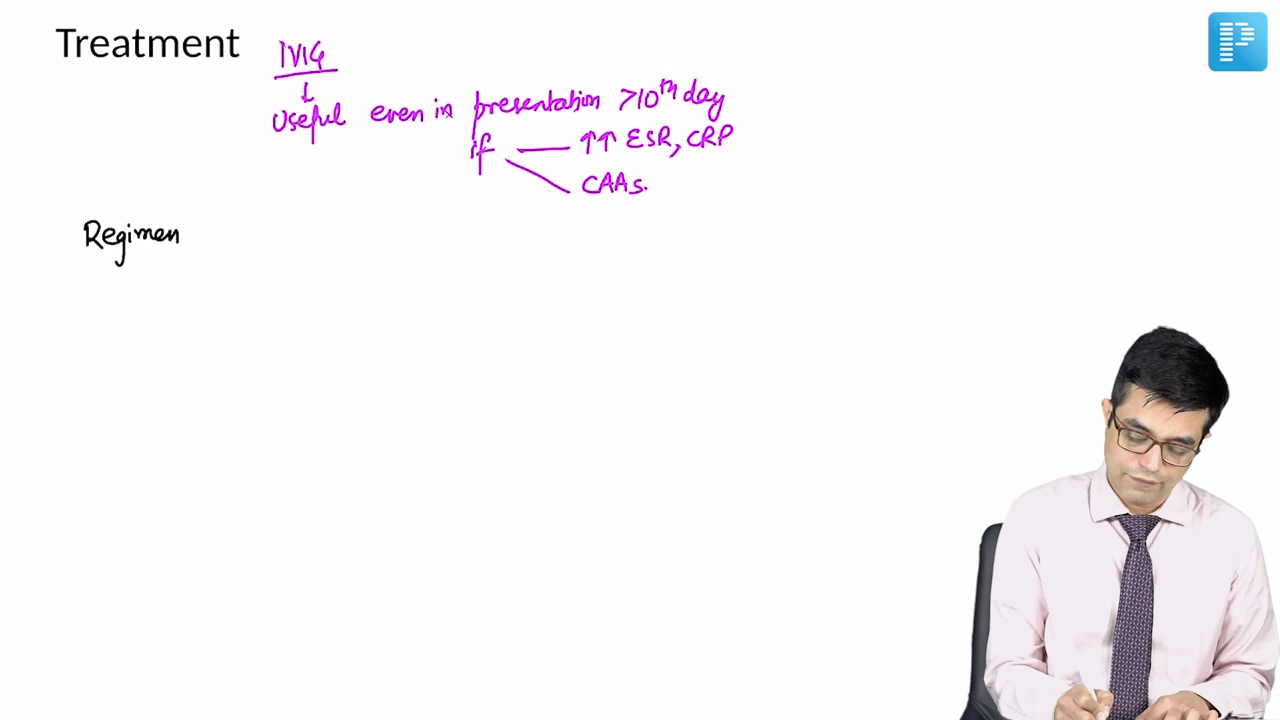 Treatment
IVIG
↓
Useful even in presentation >10th day
if — ↑↑ ESR, CRP
CAAs.
Regimen